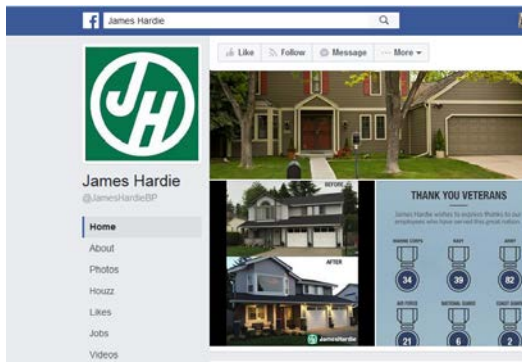 f James Hardie
Like Follow Message ··· More
JH
James Hardie
@JamesHardieBP
Home
About
Photos
Houzz
Likes
Jobs
Videos
BEFORE
AFTER
JamesHardie
THANK YOU VETERANS
James Hardie wishes to express thanks to our
employees who have served this great nation.
MARINE CORPS NAVY ARMY
34 39 82
AIR FORCE NATIONAL GUARD COAST GUARD
21 6 2